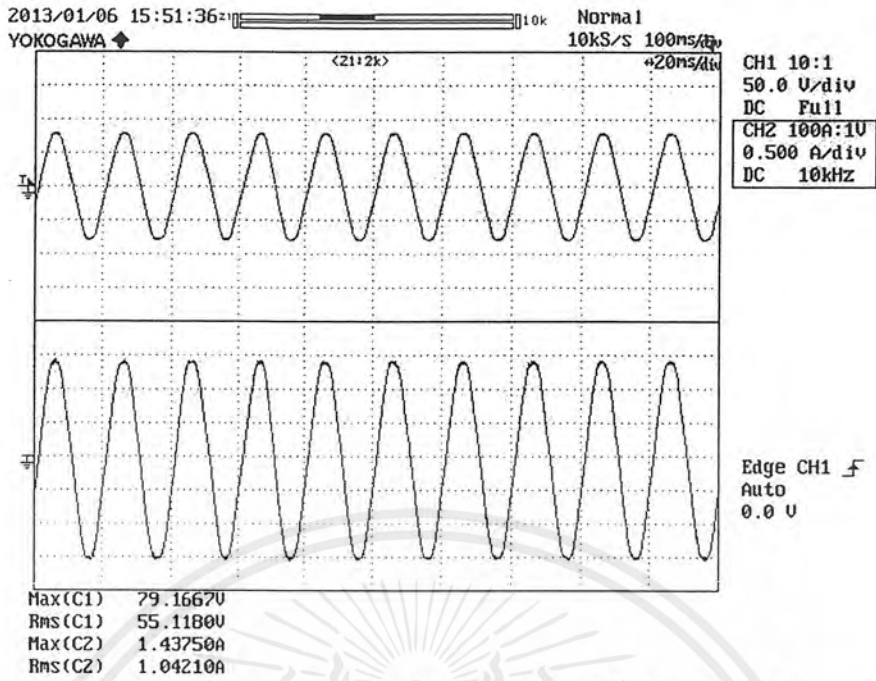 2013/01/06 15:51:36
10k
Normal
YOKOGAWA
10kS/s 100ms/div
<21:2k>
20ms/div
CH1 10:1
50.0 V/div
DC Full
CH2 100A:1V
0.500 A/div
DC 10kHz
T
Edge CH1
Auto
0.0 V
Max(C1) 79.1667V
Rms(C1) 55.1180V
Max(C2) 1.43750A
Rms(C2) 1.04210A